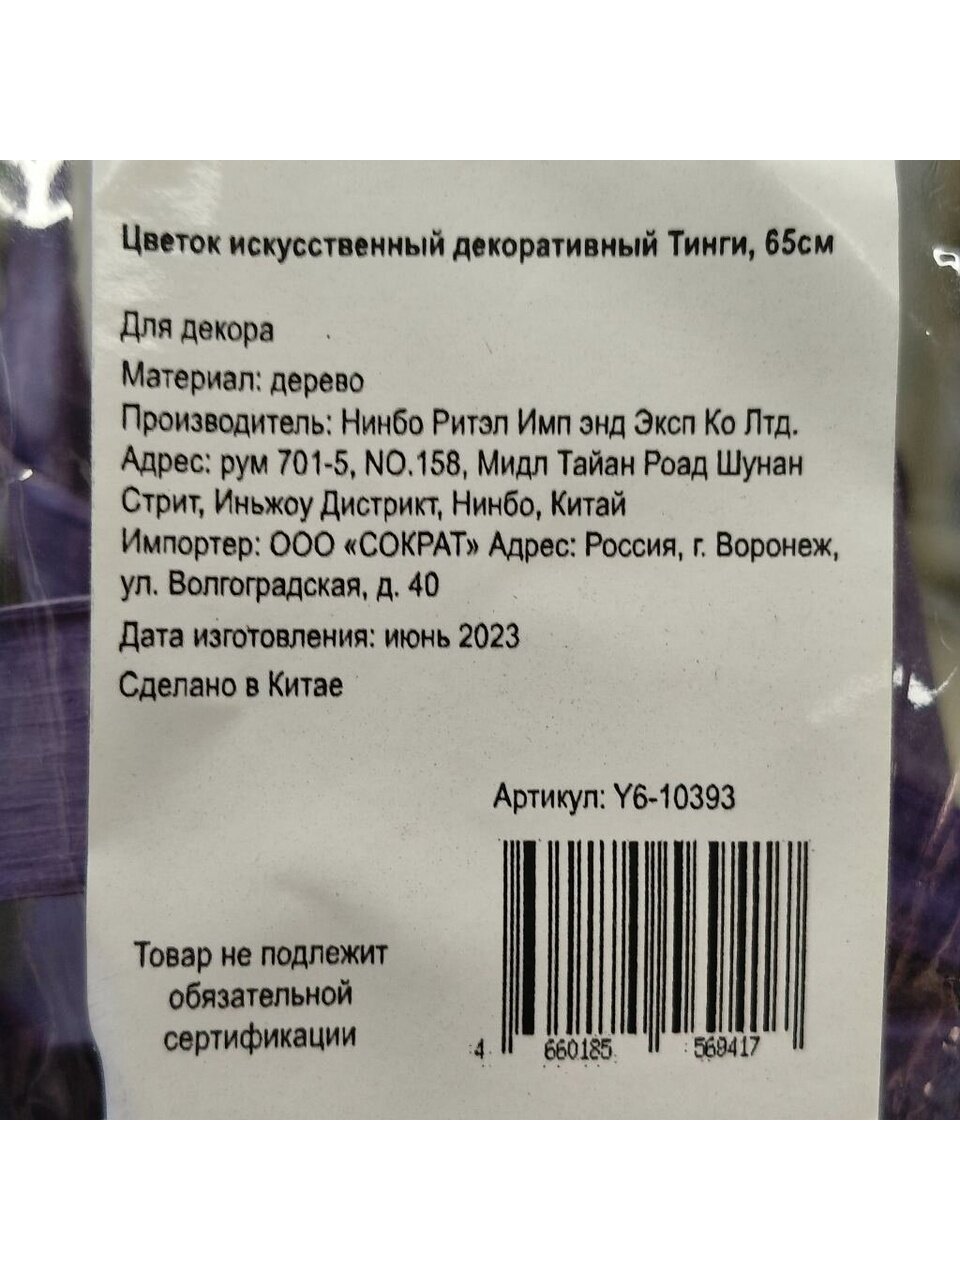 Цветок искусственный декоративный Тинги, 65см
Для декора
Материал: дерево
Производитель: Нинбо Ритэл Имп энд Эксп Ко Лтд.
Адрес: рум 701-5, NO.158, Мидл Тайан Роад Шунан
Стрит, Иньжоу Дистрикт, Нинбо, Китай
Импортер: ООО «СОКРАТ» Адрес: Россия, г. Воронеж,
ул. Волгоградская, д. 40
Дата изготовления: июнь 2023
Сделано в Китае
Артикул: Y6-10393
Товар не подлежит
обязательной
сертификации
4 660185 569417